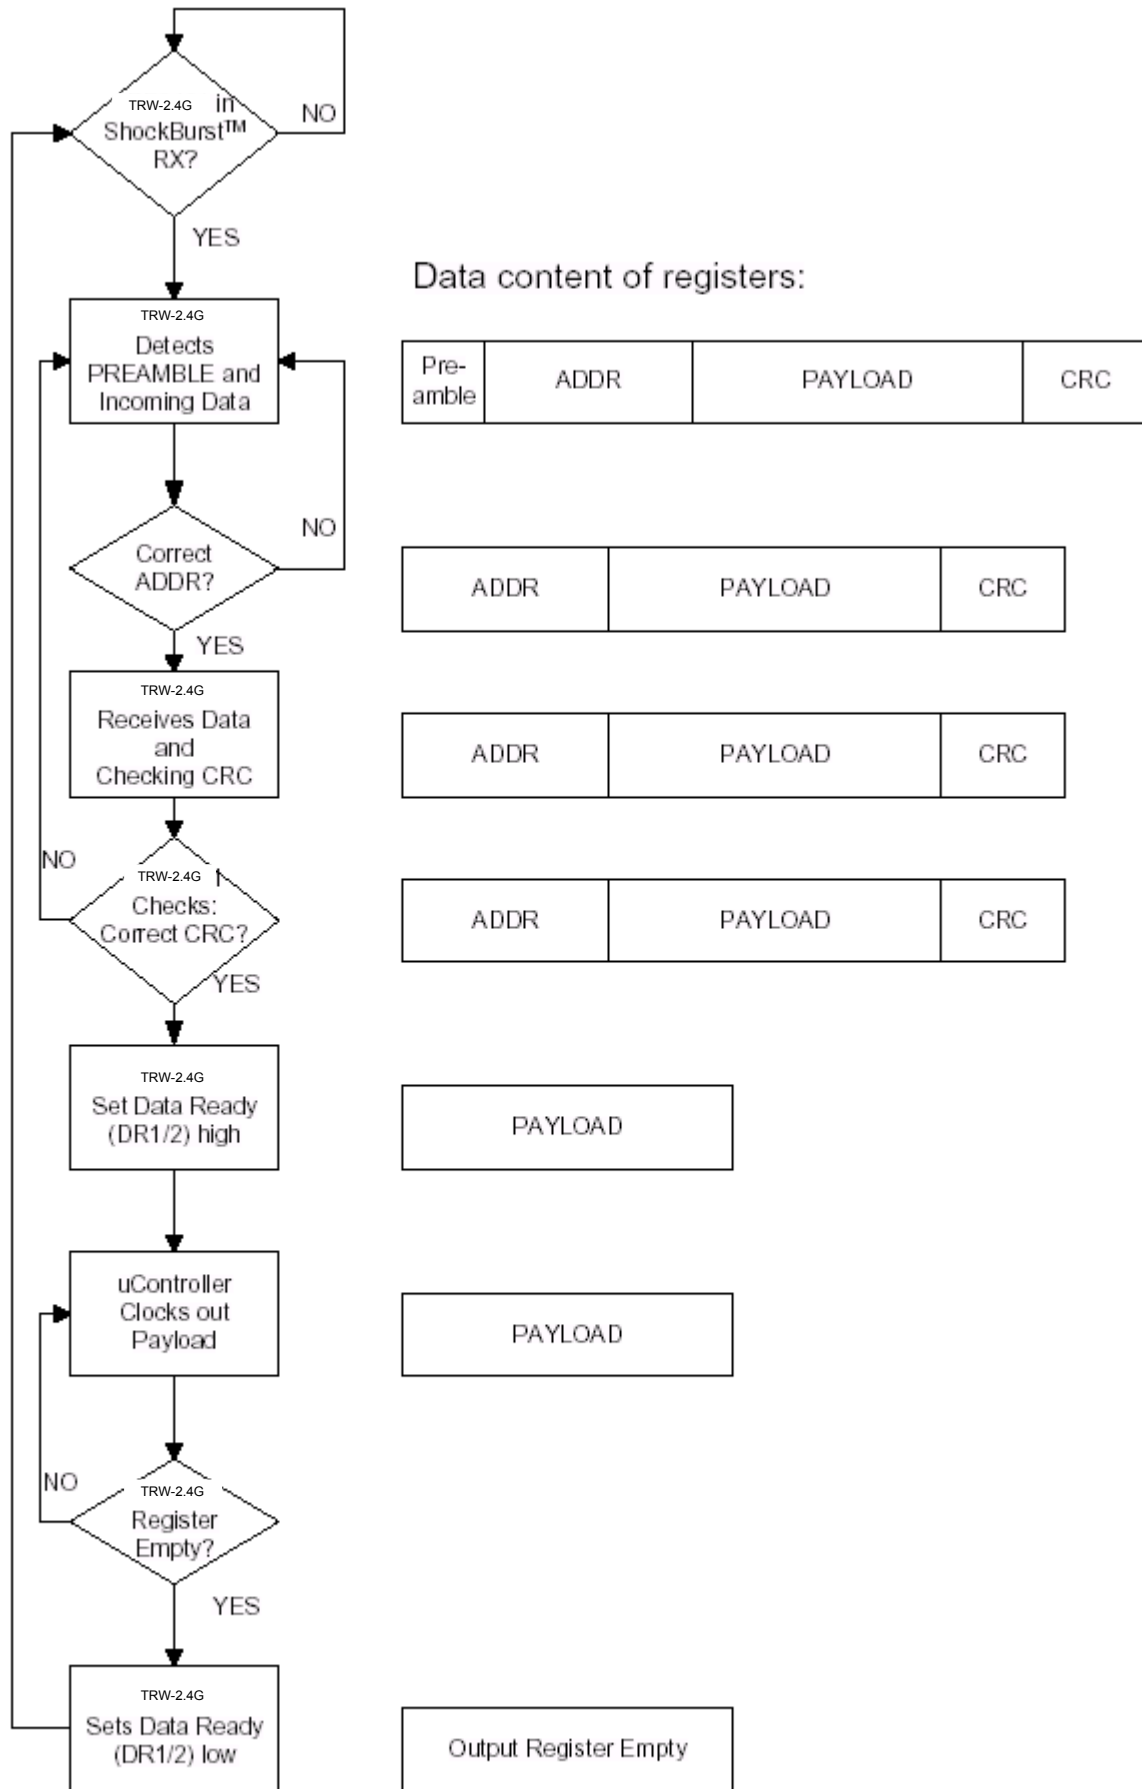 TRW-2.4G in
ShockBurst™
RX?
NO
YES
Data content of registers:
TRW-2.4G
Detects
PREAMBLE and
Incoming Data
Pre-
amble
ADDR
PAYLOAD
CRC
NO
Correct
ADDR?
ADDR
PAYLOAD
CRC
YES
TRW-2.4G
Receives Data
and
Checking CRC
ADDR
PAYLOAD
CRC
NO
TRW-2.4G
Checks:
Correct CRC?
ADDR
PAYLOAD
CRC
YES
TRW-2.4G
Set Data Ready
(DR1/2) high
PAYLOAD
uController
Clocks out
Payload
PAYLOAD
NO
TRW-2.4G
Register
Empty?
YES
TRW-2.4G
Sets Data Ready
(DR1/2) low
Output Register Empty